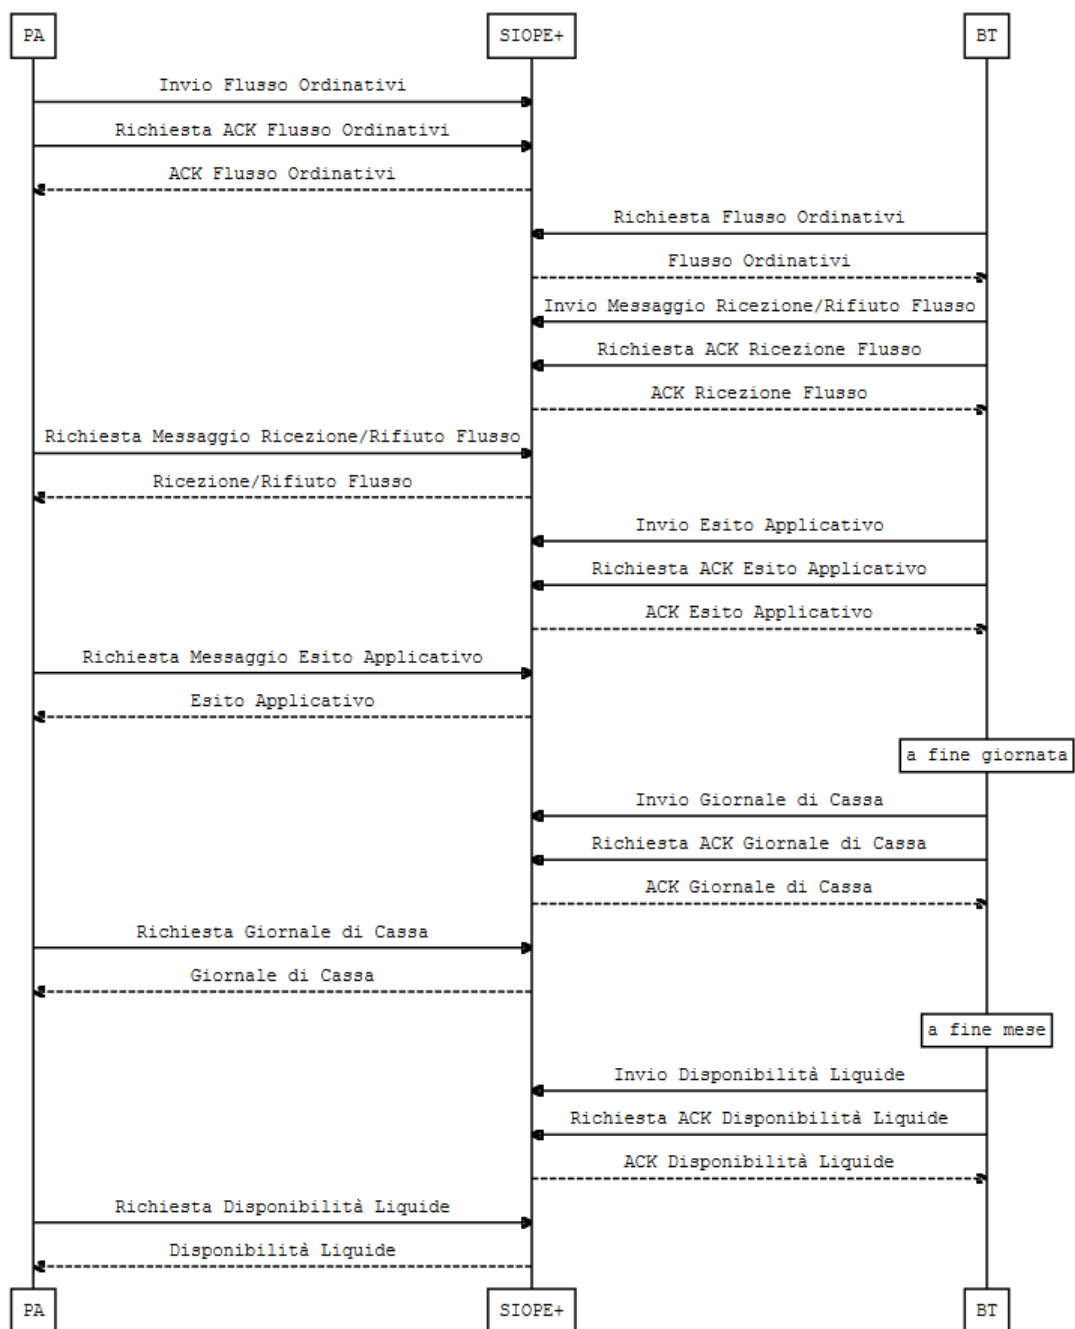 PA
SIOPE+
BT
Invio Flusso Ordinativi
Richiesta ACK Flusso Ordinativi
ACK Flusso Ordinativi
Richiesta Flusso Ordinativi
Flusso Ordinativi
Invio Messaggio Ricezione/Rifiuto Flusso
Richiesta ACK Ricezione Flusso
ACK Ricezione Flusso
Richiesta Messaggio Ricezione/Rifiuto Flusso
Ricezione/Rifiuto Flusso
Invio Esito Applicativo
Richiesta ACK Esito Applicativo
ACK Esito Applicativo
Richiesta Messaggio Esito Applicativo
Esito Applicativo
a fine giornata
Invio Giornale di Cassa
Richiesta ACK Giornale di Cassa
ACK Giornale di Cassa
Richiesta Giornale di Cassa
Giornale di Cassa
a fine mese
Invio Disponibilità Liquide
Richiesta ACK Disponibilità Liquide
ACK Disponibilità Liquide
Richiesta Disponibilità Liquide
Disponibilità Liquide
PA
SIOPE+
BT